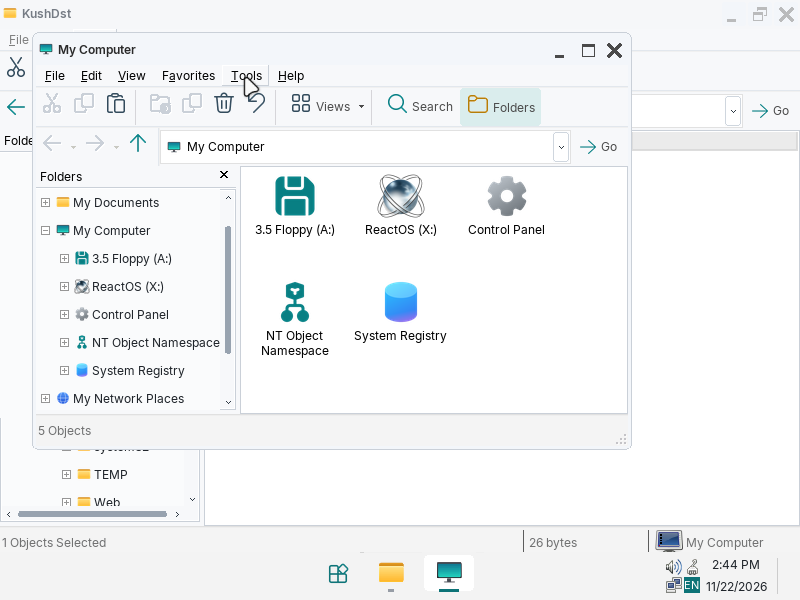 KushDst
File
My Computer
File Edit View Favorites Tools Help
Views Search Folders
My Computer Go
Go
Folde
Folders
My Documents
My Computer
3.5 Floppy (A:)
ReactOS (X:)
Control Panel
NT Object Namespace
System Registry
My Network Places
3.5 Floppy (A:) ReactOS (X:) Control Panel
NT Object Namespace System Registry
5 Objects
TEMP
Web
1 Objects Selected 26 bytes My Computer
2:44 PM
EN 11/22/2026